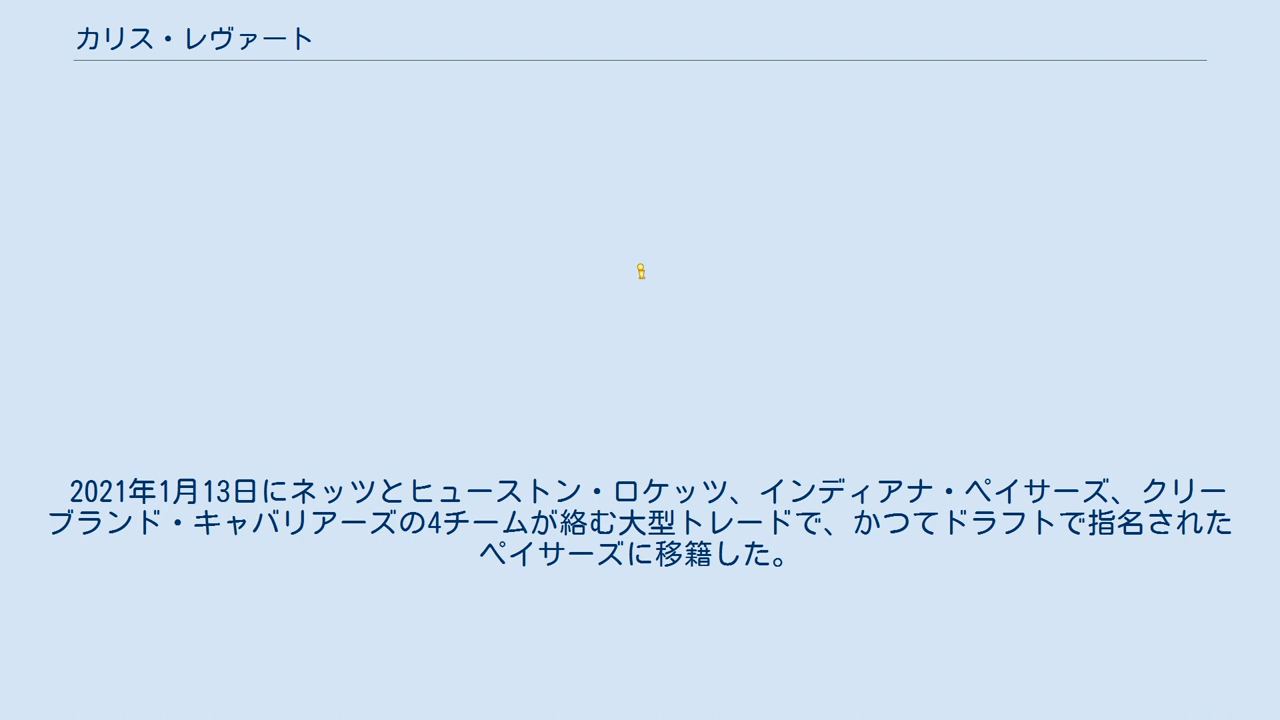 カリス・レヴァート
2021年1月13日にネッツとヒューストン・ロケッツ、インディアナ・ペイサーズ、クリー
ブランド・キャバリアーズの4チームが絡む大型トレードで、かつてドラフトで指名された
ペイサーズに移籍した。